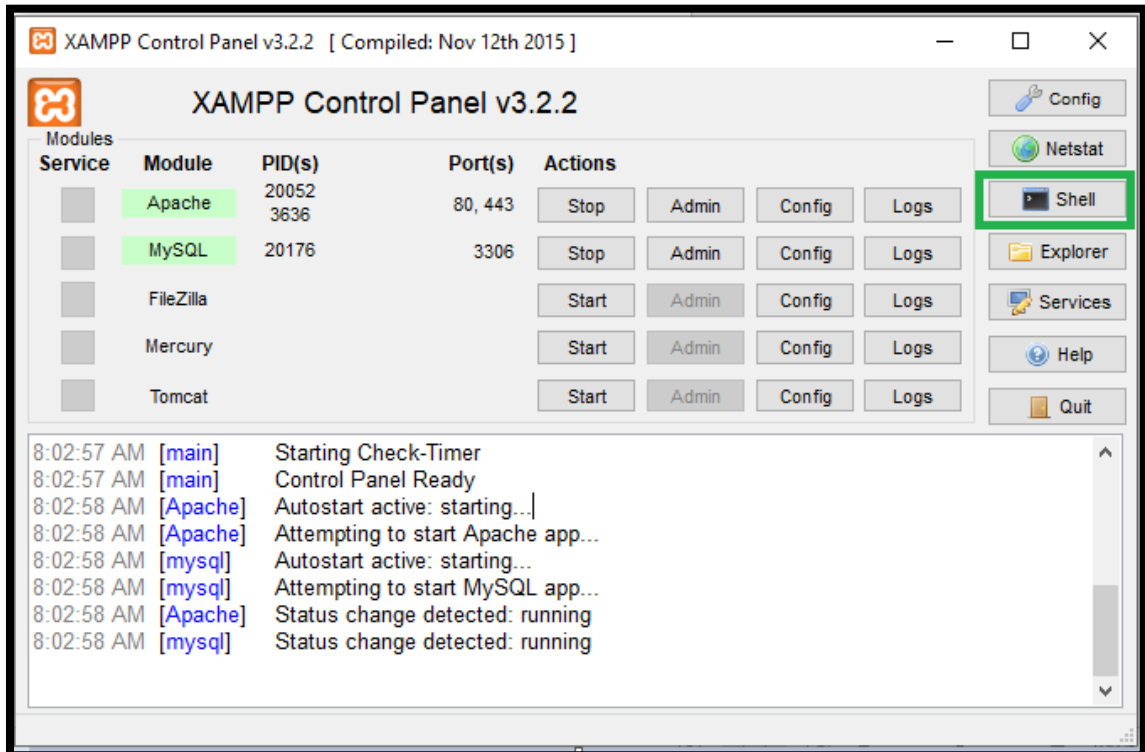 XAMPP Control Panel v3.2.2 [ Compiled: Nov 12th 2015 ]
XAMPP Control Panel v3.2.2
Config
Modules
Service Module PID(s) Port(s) Actions
Netstat
Apache 20052 3636 80, 443 Stop Admin Config Logs
Shell
MySQL 20176 3306 Stop Admin Config Logs
Explorer
FileZilla Start Admin Config Logs
Services
Mercury Start Admin Config Logs
Help
Tomcat Start Admin Config Logs
Quit
8:02:57 AM [main] Starting Check-Timer
8:02:57 AM [main] Control Panel Ready
8:02:58 AM [Apache] Autostart active: starting...
8:02:58 AM [Apache] Attempting to start Apache app...
8:02:58 AM [mysql] Autostart active: starting...
8:02:58 AM [mysql] Attempting to start MySQL app...
8:02:58 AM [Apache] Status change detected: running
8:02:58 AM [mysql] Status change detected: running